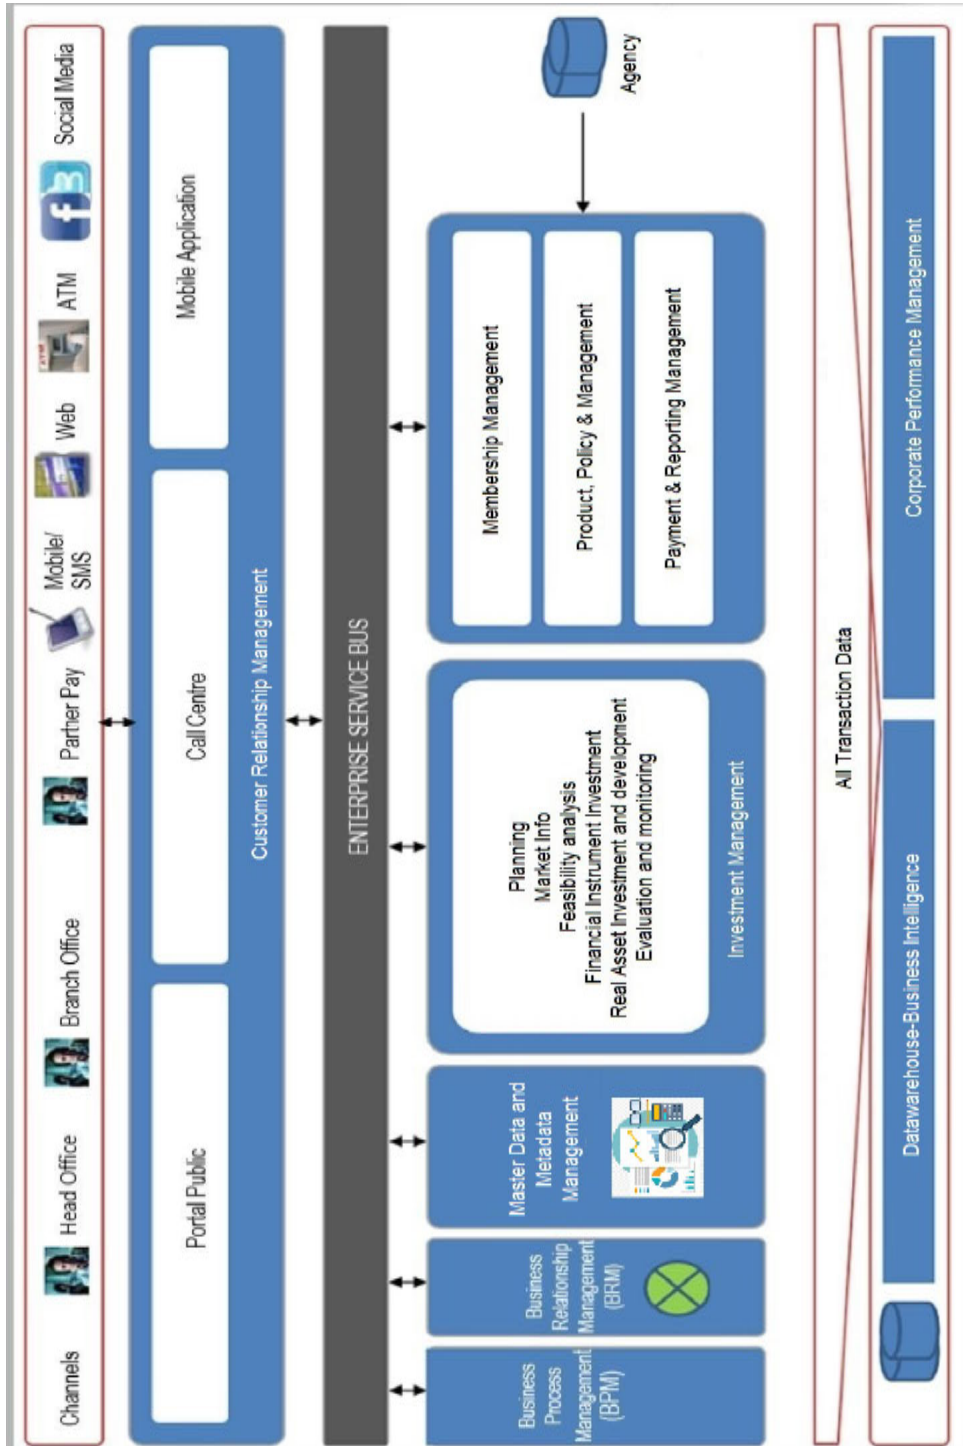 Channels
Head Office
Branch Office
Partner Pay
Mobile/
SMS
Web
ATM
Social Media
Portal Public
Call Centre
Mobile Application
Customer Relationship Management
ENTERPRISE SERVICE BUS
Business
Process
Management
(BPM)
Business
Relationship
Management
(BRM)
Master Data and
Metadata
Management
Planning
Market Info
Feasibility analysis
Financial Instrument Investment
Real Asset Investment and development
Evaluation and monitoring
Investment Management
Membership Management
Product, Policy & Management
Payment & Reporting Management
Agency
All Transaction Data
Datawarehouse-Business Intelligence
Corporate Performance Management